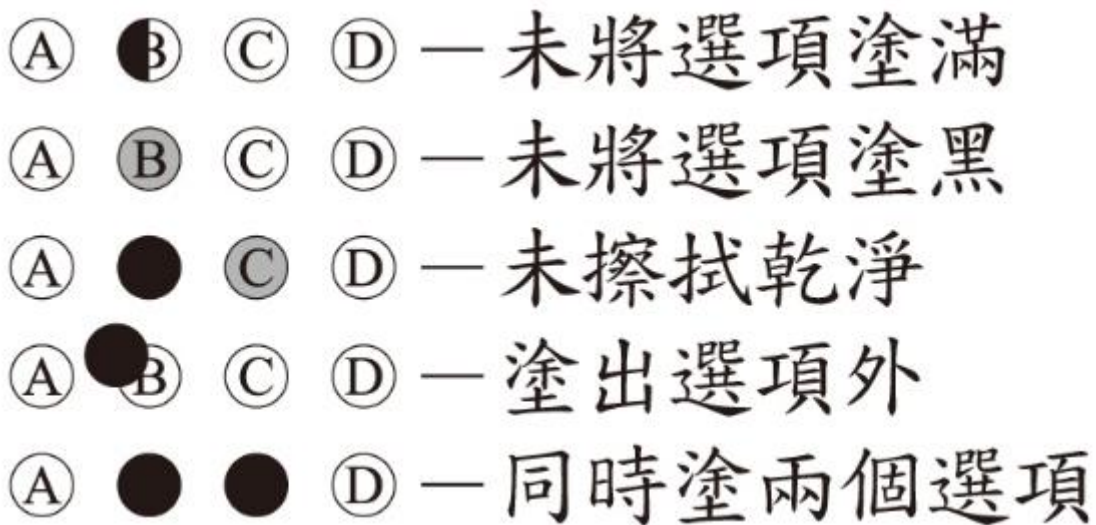 Ⓐ Ⓑ Ⓒ Ⓓ — 未將選項塗滿
Ⓐ Ⓑ Ⓒ Ⓓ — 未將選項塗黑
Ⓐ ● Ⓒ Ⓓ — 未擦拭乾淨
Ⓐ Ⓑ Ⓒ Ⓓ — 塗出選項外
Ⓐ ● ● Ⓓ — 同時塗兩個選項